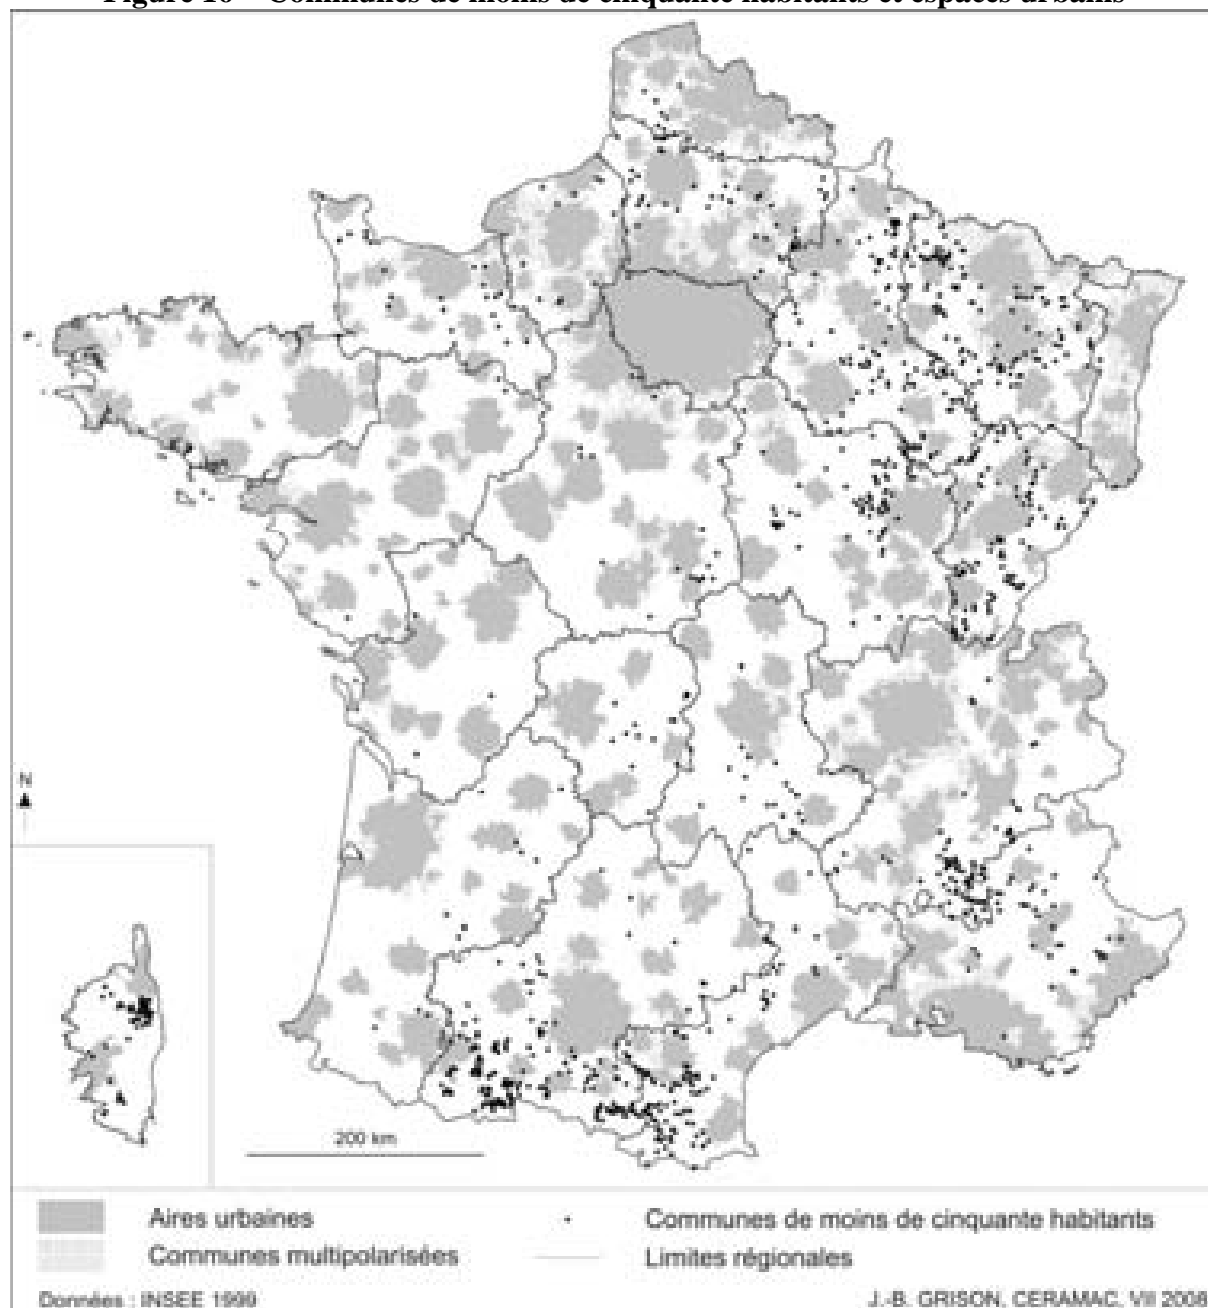 Figure 10 – Communes de moins de cinquante habitants et espaces urbains
N
200 km
Aires urbaines
Communes de moins de cinquante habitants
Communes multipolarisées
Limites régionales
Données : INSEE 1999
J.-B. GRISON, CERAMAC, VII 2008